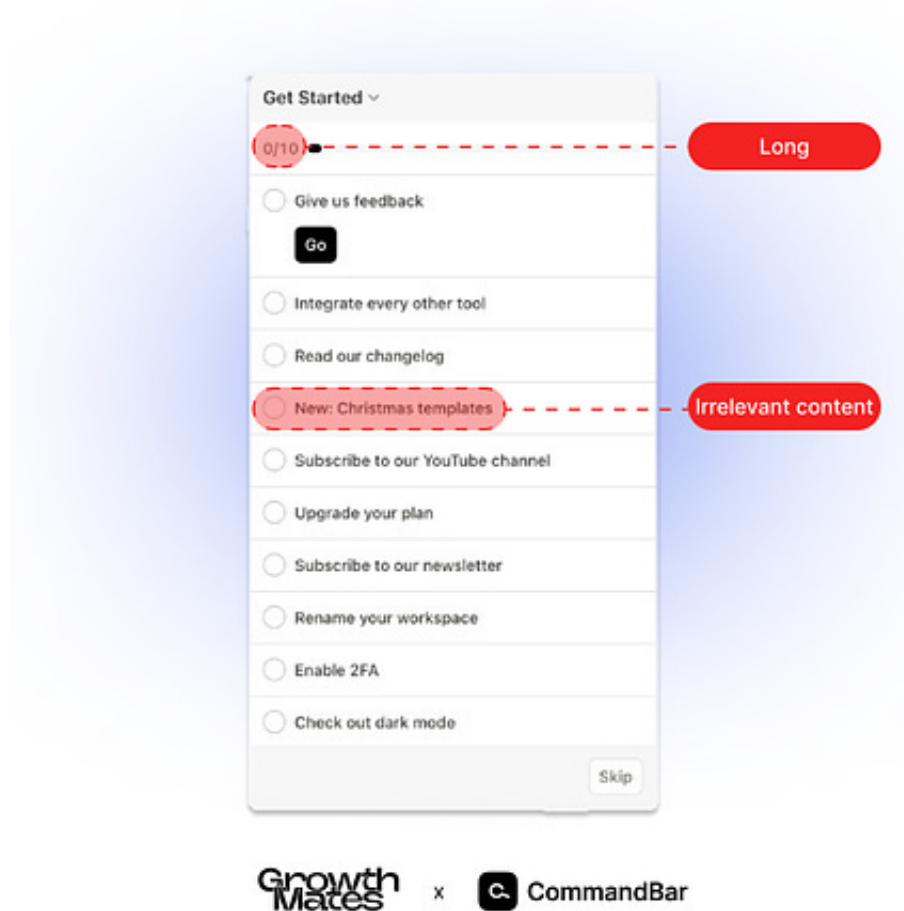 Get Started
0/10
Long
Give us feedback
Go
Integrate every other tool
Read our changelog
New: Christmas templates
Irrelevant content
Subscribe to our YouTube channel
Upgrade your plan
Subscribe to our newsletter
Rename your workspace
Enable 2FA
Check out dark mode
Skip
Growth
Mates
x
CommandBar